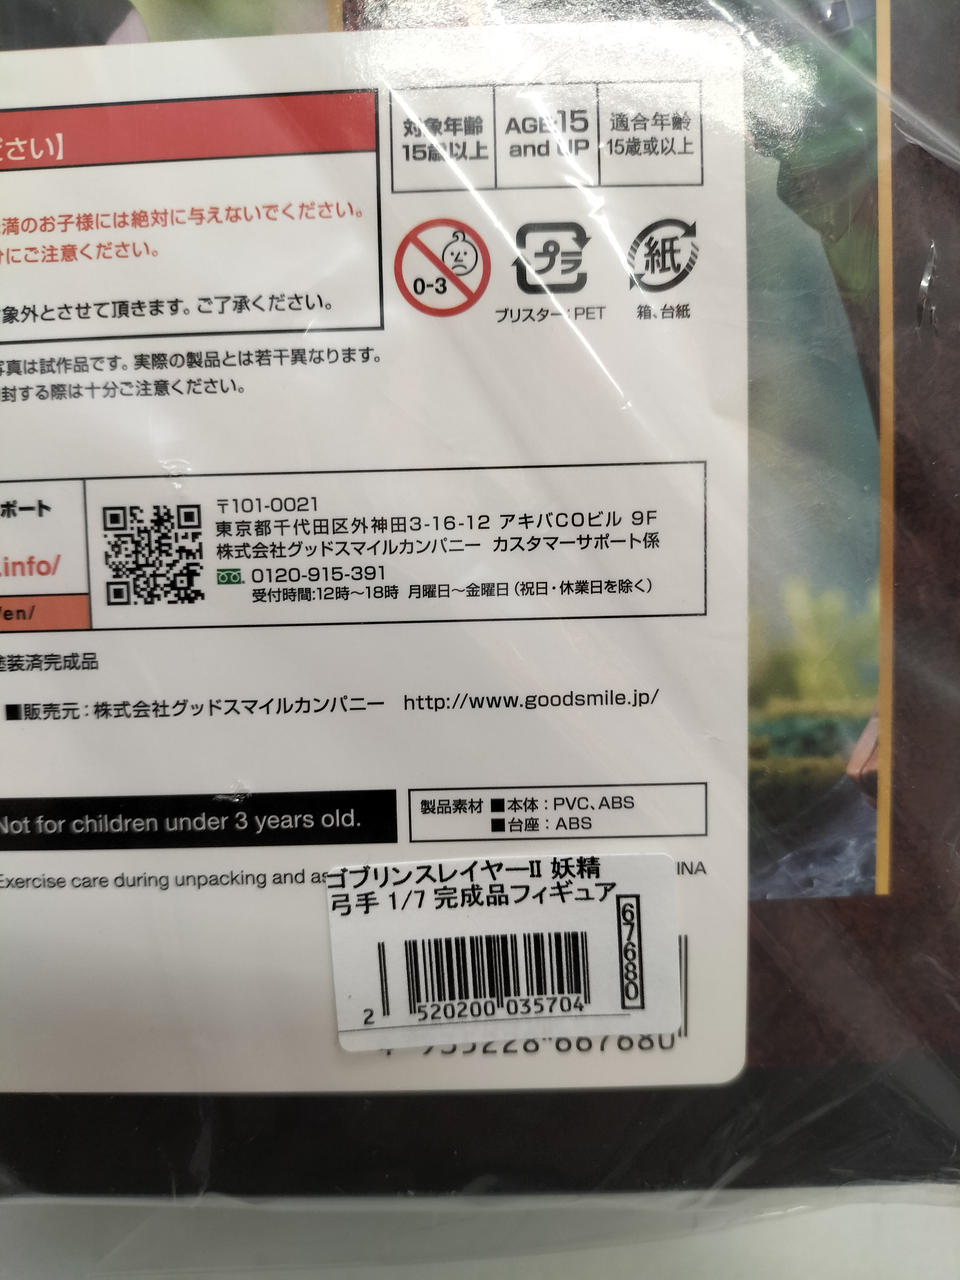 ださい】
満のお子様には絶対に与えないでください。
にご注意ください。
象外とさせて頂きます。ご了承ください。
写真は試作品です。実際の製品とは若干異なります。
封する際は十分ご注意ください。
対象年齢
15歳以上
AGE 15
and UP
適合年齡
15歳或以上
0-3
プラ
紙
ブリスター:PET
箱、台紙
ポート
.info/
/en/
〒101-0021
東京都千代田区外神田3-16-12 アキバCOビル 9F
株式会社グッドスマイルカンパニー カスタマーサポート係
0120-915-391
受付時間:12時～18時 月曜日～金曜日（祝日・休業日を除く）
塗装済完成品
■販売元：株式会社グッドスマイルカンパニー http://www.goodsmile.jp/
Not for children under 3 years old.
製品素材 ■本体：PVC、ABS
■台座：ABS
Exercise care during unpacking and
INA
ゴブリンスレイヤーII 妖精
弓手 1/7 完成品フィギュア
67680
2 520200 035704
667680